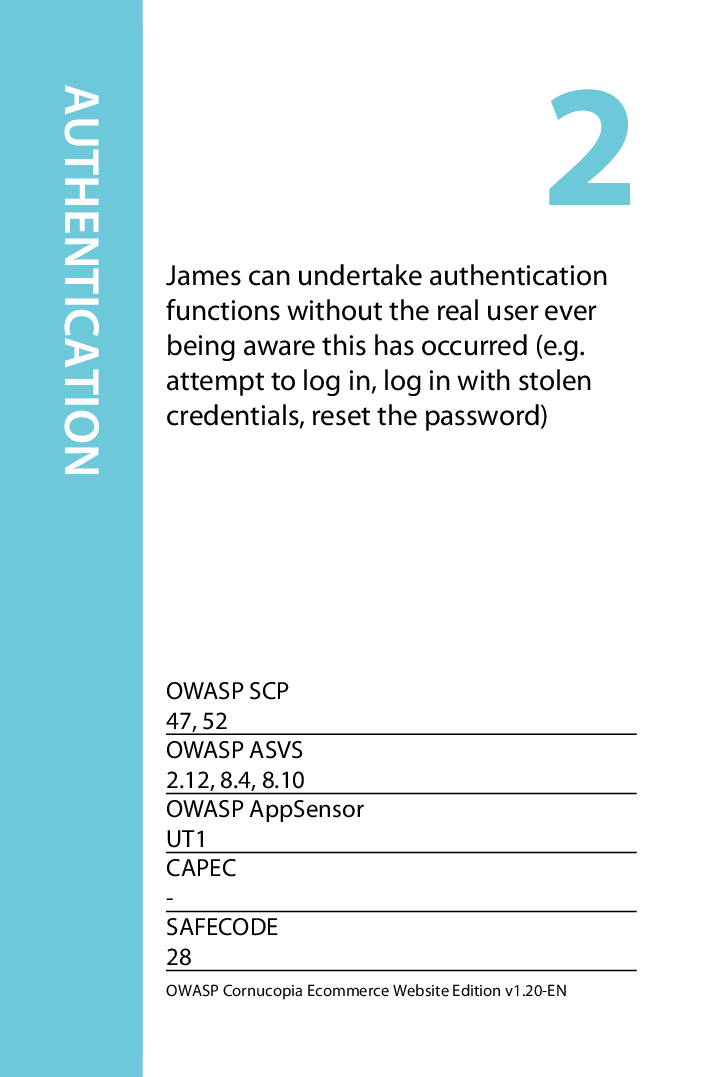 AUTHENTICATION
2
James can undertake authentication
functions without the real user ever
being aware this has occurred (e.g.
attempt to log in, log in with stolen
credentials, reset the password)
OWASP SCP
47, 52
OWASP ASVS
2.12, 8.4, 8.10
OWASP AppSensor
UT1
CAPEC
-
SAFECODE
28
OWASP Cornucopia Ecommerce Website Edition v1.20-EN